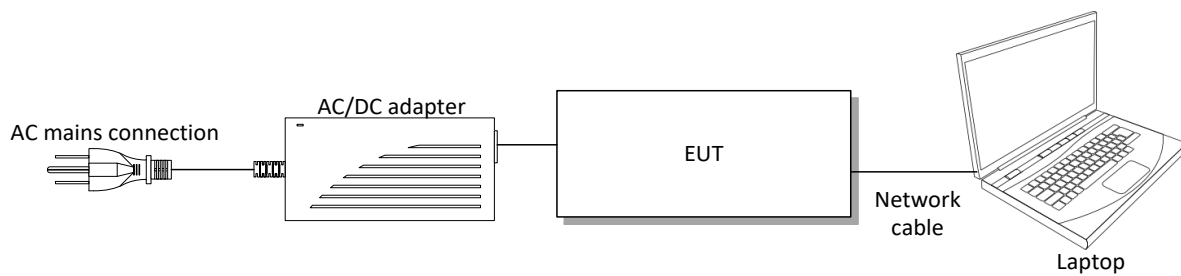 AC mains connection
AC/DC adapter
EUT
Network
cable
Laptop